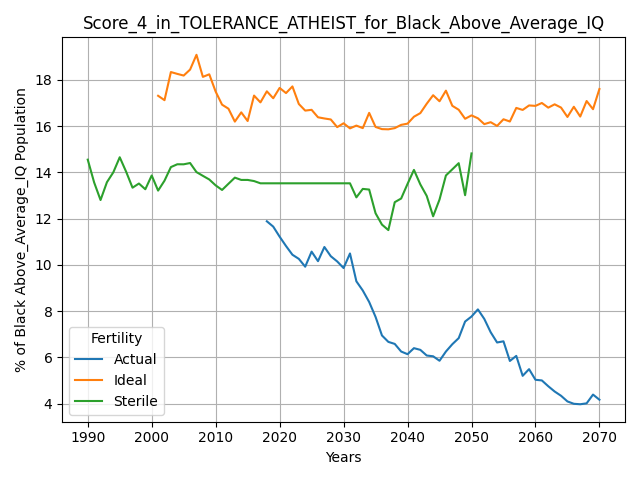 Score_4_in_TOLERANCE_ATHEIST_for_Black_Above_Average_IQ
% of Black Above_Average_IQ Population
18
16
14
12
10
8
6
4
Fertility
Actual
Ideal
Sterile
1990 2000 2010 2020 2030 2040 2050 2060 2070
Years